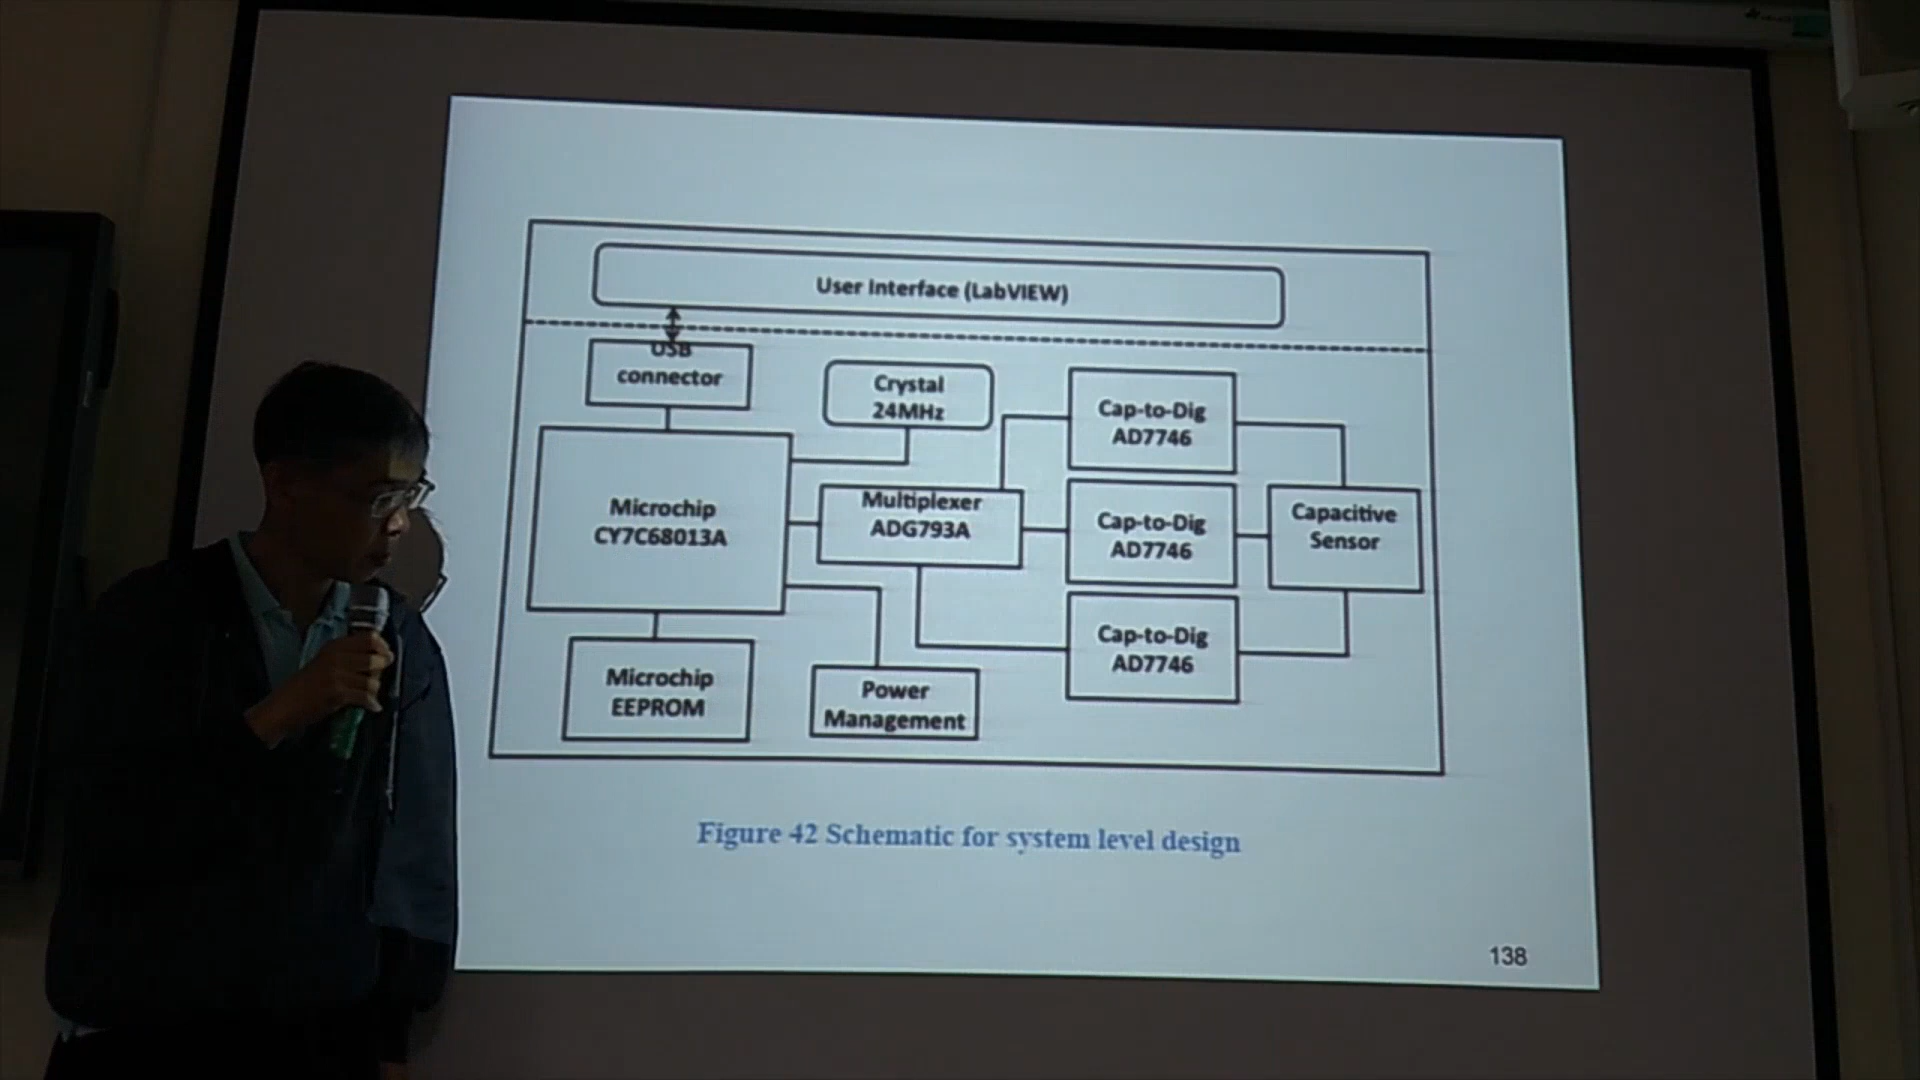 User Interface (LabVIEW)
USB
connector
Crystal
24MHz
Cap-to-Dig
AD7746
Microchip
CY7C68013A
Multiplexer
ADG793A
Cap-to-Dig
AD7746
Capacitive
Sensor
Cap-to-Dig
AD7746
Microchip
EEPROM
Power
Management
Figure 42 Schematic for system level design
138